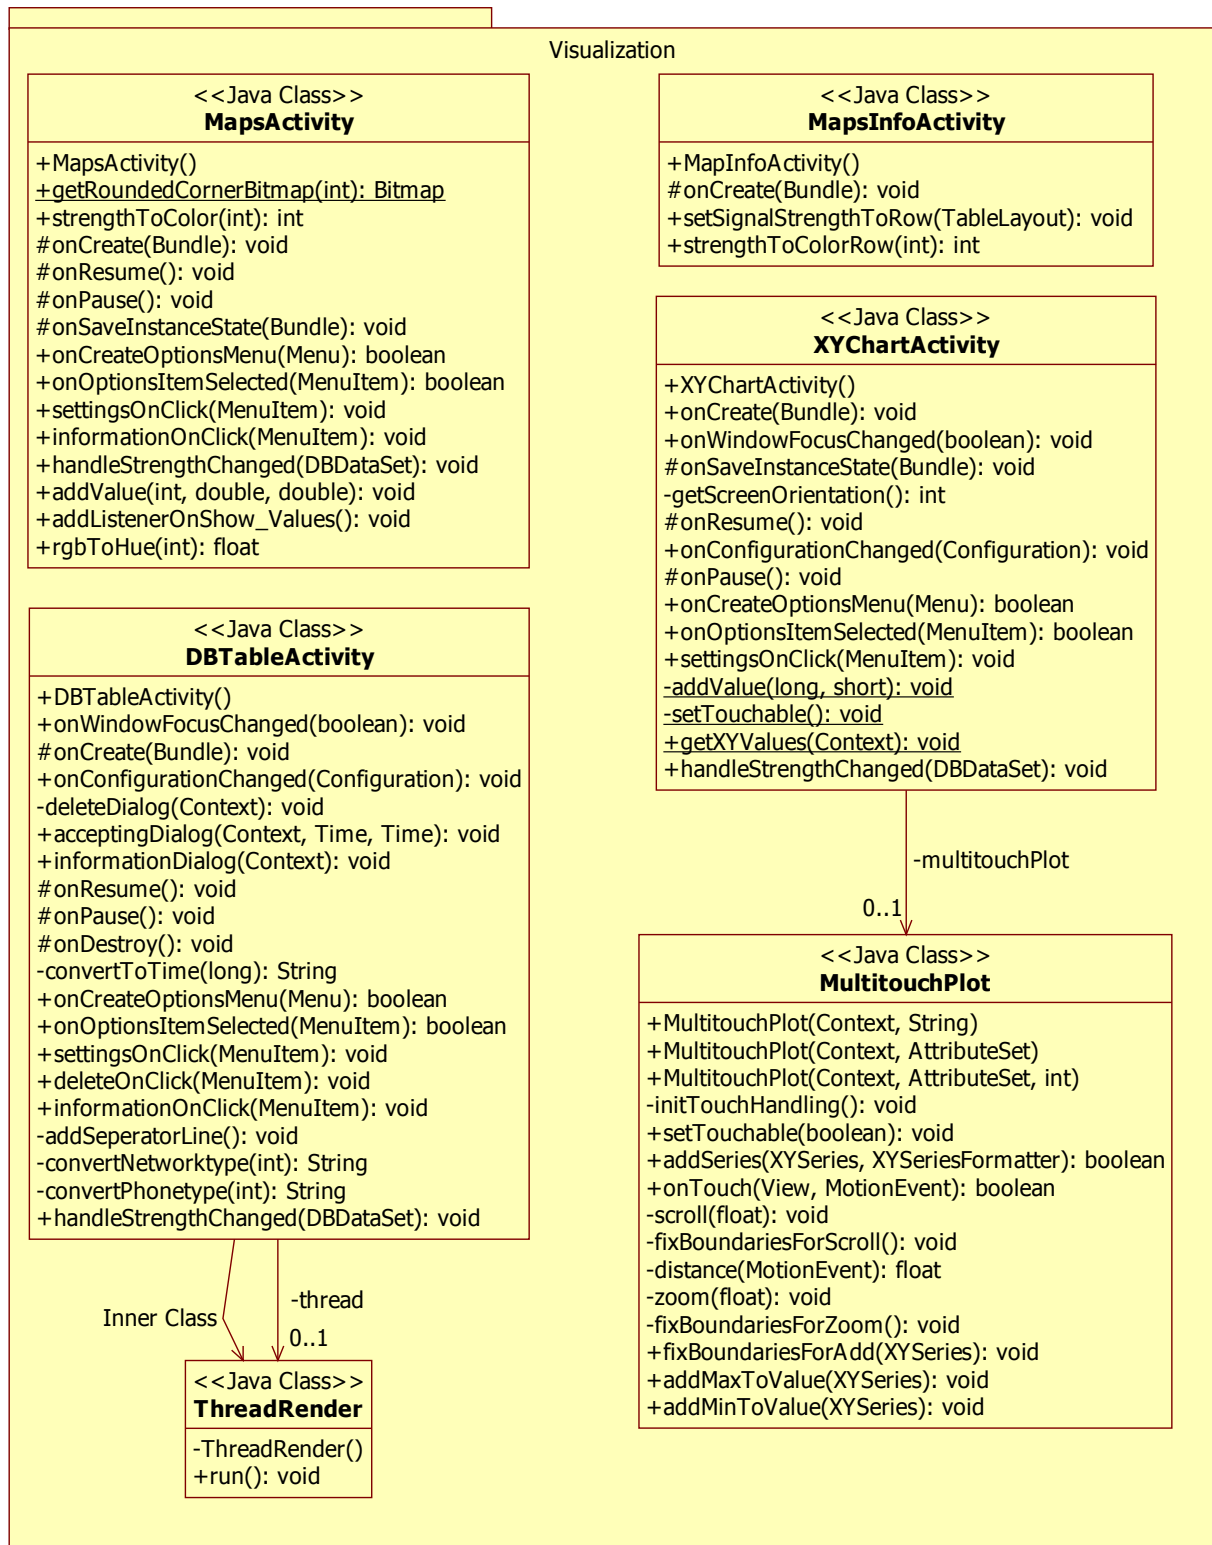 Visualization
<<Java Class>>
MapsActivity
+MapsActivity()
+getRoundedCornerBitmap(int): Bitmap
+strengthToColor(int): int
#onCreate(Bundle): void
#onResume(): void
#onPause(): void
#onSaveInstanceState(Bundle): void
+onCreateOptionsMenu(Menu): boolean
+onOptionsItemSelected(MenuItem): boolean
+settingsOnClick(MenuItem): void
+informationOnClick(MenuItem): void
+handleStrengthChanged(DBDataSet): void
+addValue(int, double, double): void
+addListenerOnShow_Values(): void
+rgbToHue(int): float
<<Java Class>>
MapsInfoActivity
+MapInfoActivity()
#onCreate(Bundle): void
+setSignalStrengthToRow(TableLayout): void
+strengthToColorRow(int): int
<<Java Class>>
XYChartActivity
+XYChartActivity()
+onCreate(Bundle): void
+onWindowFocusChanged(boolean): void
#onSaveInstanceState(Bundle): void
-getScreenOrientation(): int
#onResume(): void
+onConfigurationChanged(Configuration): void
#onPause(): void
+onCreateOptionsMenu(Menu): boolean
+onOptionsItemSelected(MenuItem): boolean
+settingsOnClick(MenuItem): void
-addValue(long, short): void
-setTouchable(): void
+getXYValues(Context): void
+handleStrengthChanged(DBDataSet): void
<<Java Class>>
DBTableActivity
+DBTableActivity()
+onWindowFocusChanged(boolean): void
#onCreate(Bundle): void
+onConfigurationChanged(Configuration): void
-deleteDialog(Context): void
+acceptingDialog(Context, Time, Time): void
+informationDialog(Context): void
#onResume(): void
#onPause(): void
#onDestroy(): void
-convertToTime(long): String
+onCreateOptionsMenu(Menu): boolean
+onOptionsItemSelected(MenuItem): boolean
+settingsOnClick(MenuItem): void
+deleteOnClick(MenuItem): void
+informationOnClick(MenuItem): void
-addSeperatorLine(): void
-convertNetworktype(int): String
-convertPhonetype(int): String
+handleStrengthChanged(DBDataSet): void
-multitouchPlot
0..1
<<Java Class>>
MultitouchPlot
+MultitouchPlot(Context, String)
+MultitouchPlot(Context, AttributeSet)
+MultitouchPlot(Context, AttributeSet, int)
-initTouchHandling(): void
+setTouchable(boolean): void
+addSeries(XYSeries, XYSeriesFormatter): boolean
+onTouch(View, MotionEvent): boolean
-scroll(float): void
-fixBoundariesForScroll(): void
-distance(MotionEvent): float
-zoom(float): void
-fixBoundariesForZoom(): void
+fixBoundariesForAdd(XYSeries): void
+addMaxToValue(XYSeries): void
+addMinToValue(XYSeries): void
Inner Class
-thread
0..1
<<Java Class>>
ThreadRender
-ThreadRender()
+run(): void